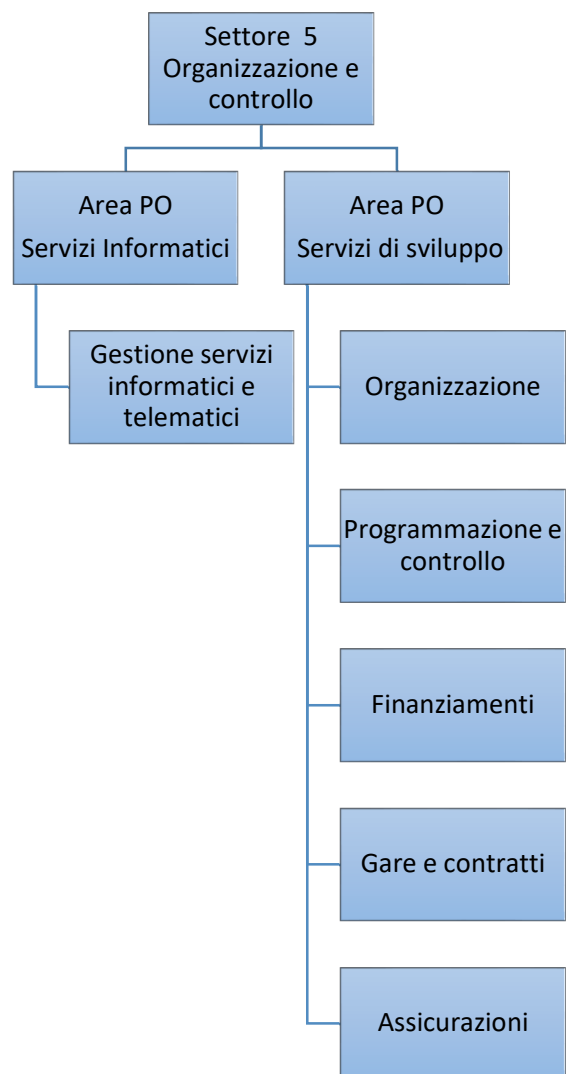 Settore 5
Organizzazione e
controllo
Area PO
Servizi Informatici
Area PO
Servizi di sviluppo
Gestione servizi
informatici e
telematici
Organizzazione
Programmazione e
controllo
Finanziamenti
Gare e contratti
Assicurazioni